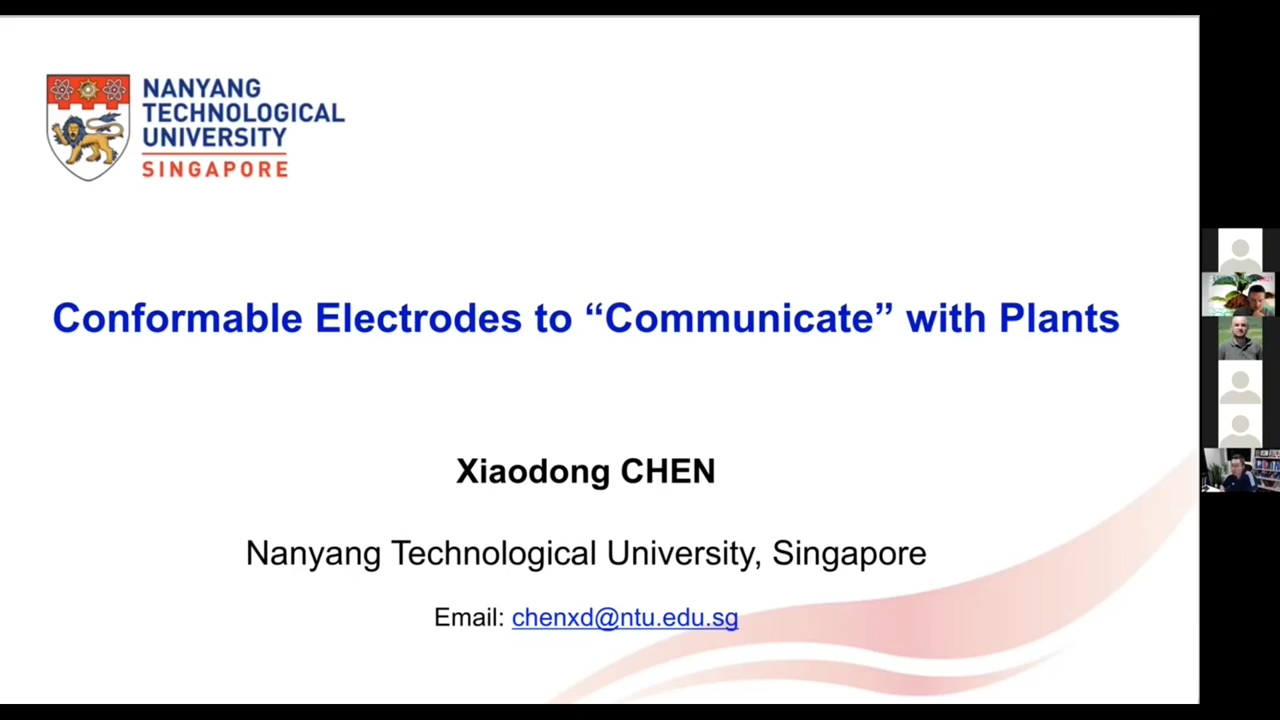 NANYANG
TECHNOLOGICAL
UNIVERSITY
SINGAPORE
Conformable Electrodes to “Communicate” with Plants
Xiaodong CHEN
Nanyang Technological University, Singapore
Email: chenxd@ntu.edu.sg